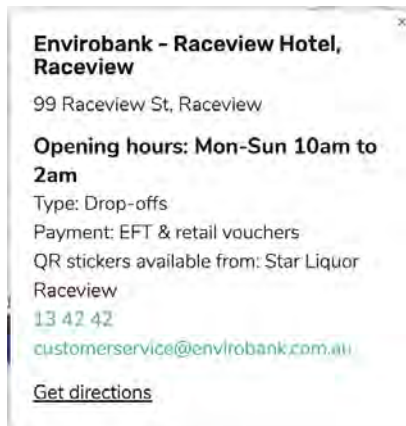 ×
Envirobank - Raceview Hotel,
Raceview
99 Raceview St, Raceview
Opening hours: Mon-Sun 10am to
2am
Type: Drop-offs
Payment: EFT & retail vouchers
QR stickers available from: Star Liquor
Raceview
13 42 42
customerservice@envirobank.com.au
Get directions